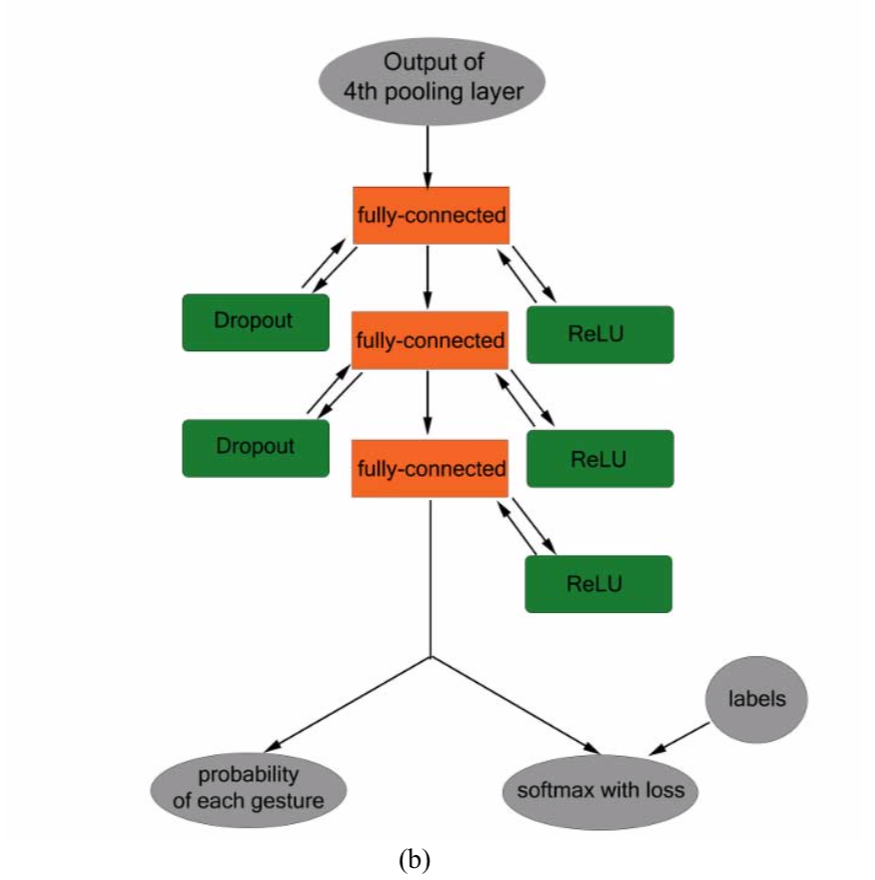 Output of
4th pooling layer
fully-connected
Dropout
ReLU
fully-connected
Dropout
ReLU
fully-connected
ReLU
labels
probability
of each gesture
softmax with loss
(b)